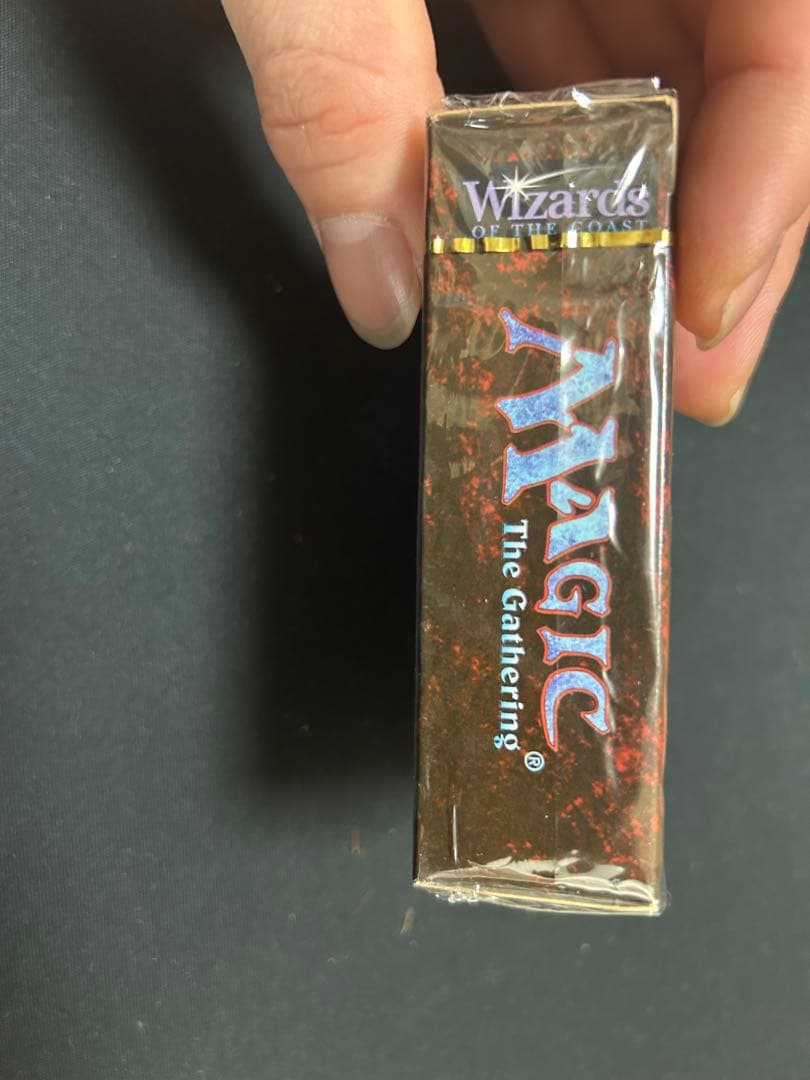 Wizards
OF THE COAST
MAGIC
The Gathering®